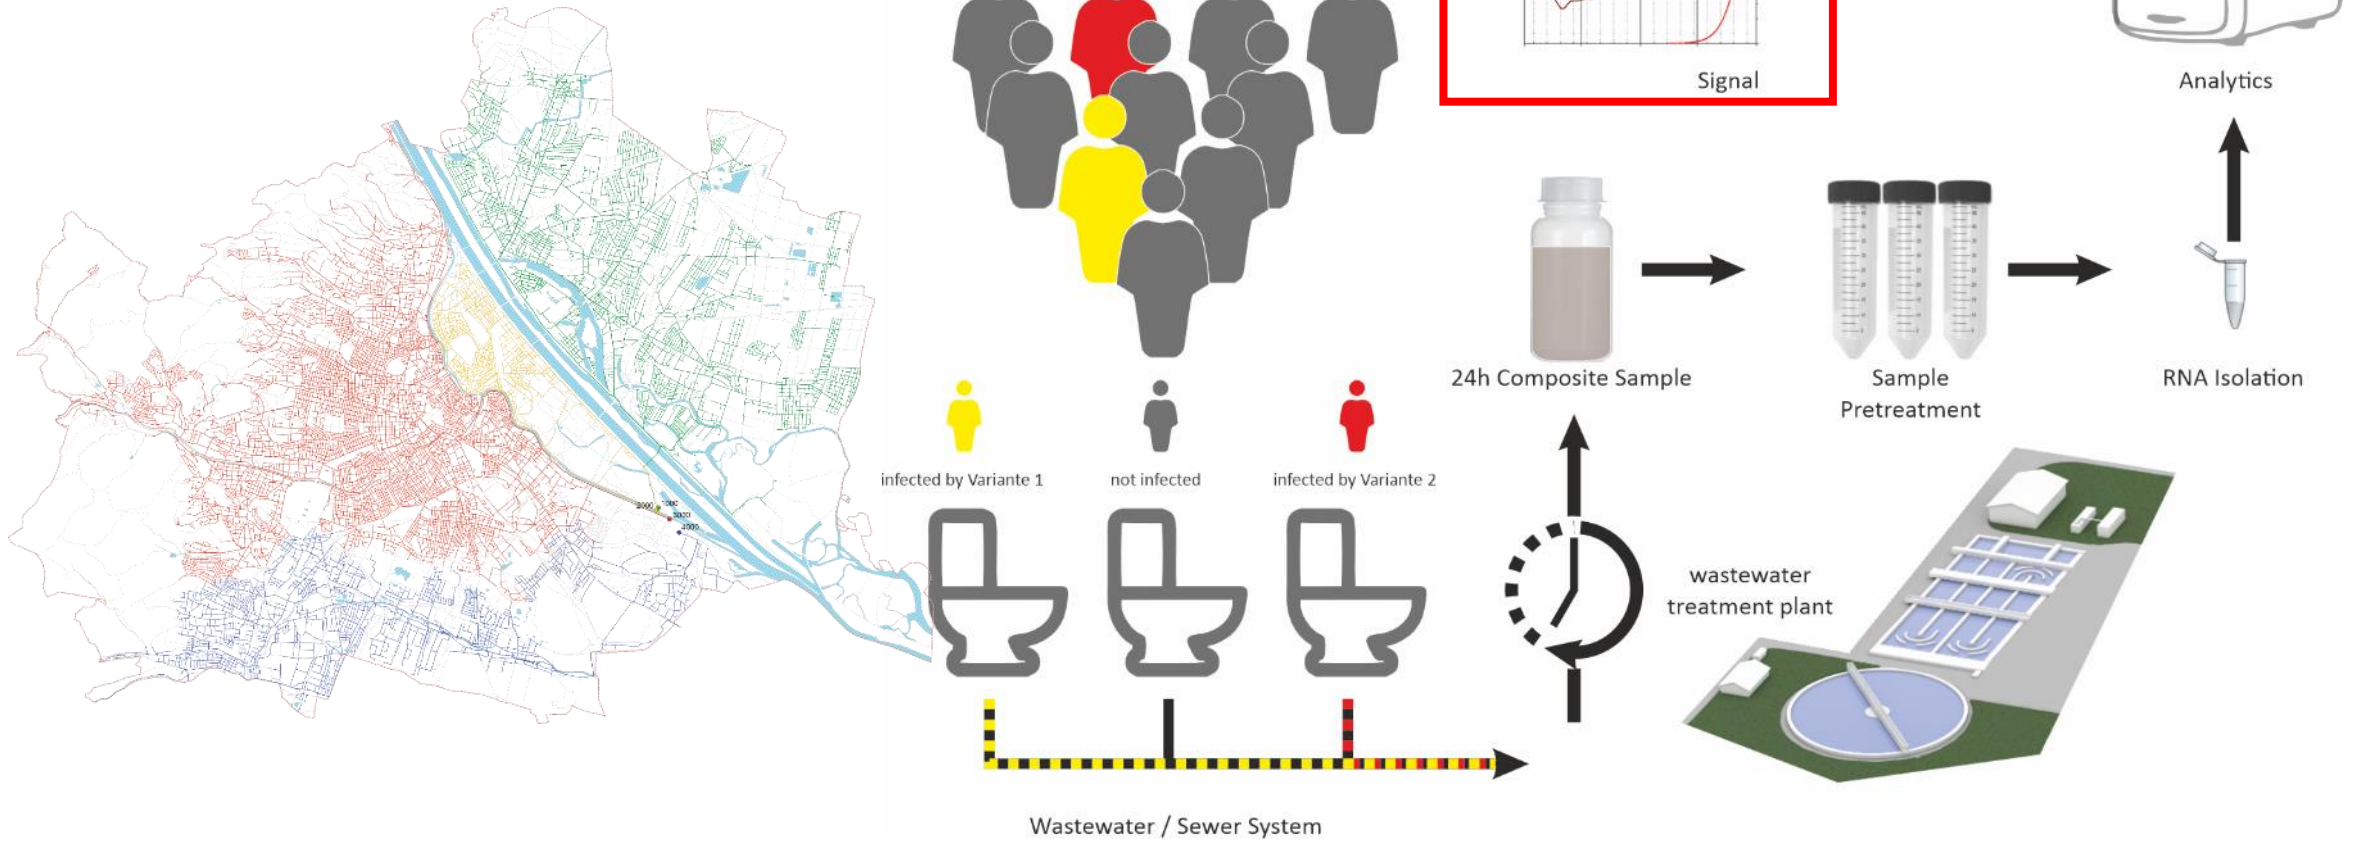 Signal
Analytics
24h Composite Sample
Sample
Pretreatment
RNA Isolation
infected by Variante 1
not infected
infected by Variante 2
wastewater
treatment plant
Wastewater / Sewer System